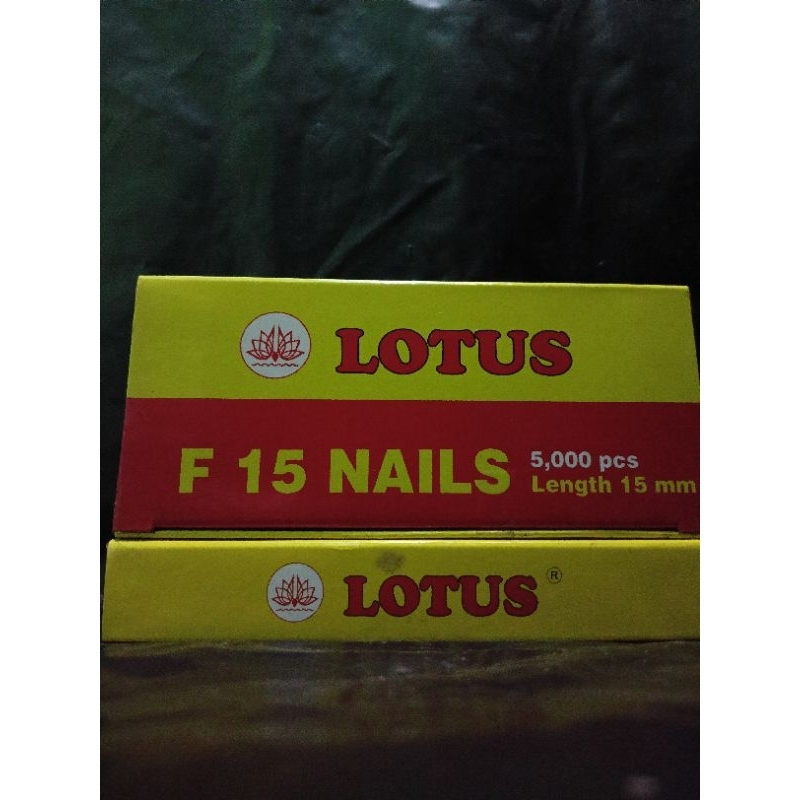 LOTUS
F 15 NAILS
5,000 pcs
Length 15 mm
LOTUS ®